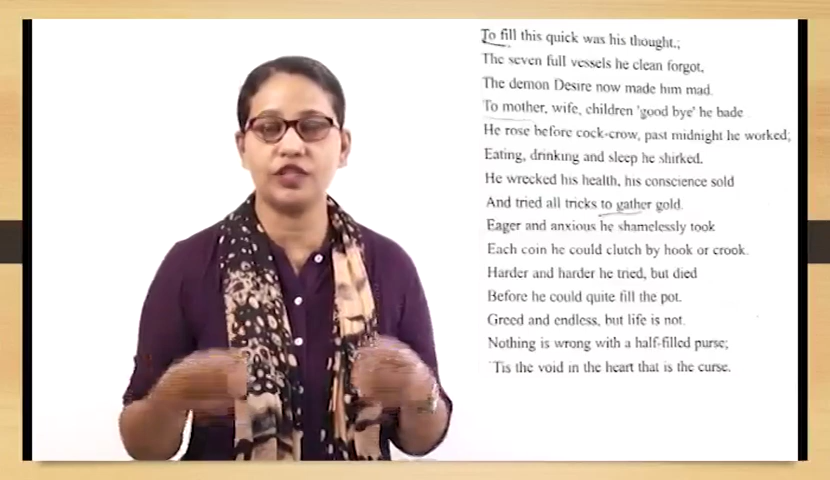 To fill this quick was his thought,;
The seven full vessels he clean forgot,
The demon Desire now made him mad.
To mother, wife, children 'good bye' he bade
He rose before cock-crow, past midnight he worked;
Eating, drinking and sleep he shirked.
He wrecked his health, his conscience sold
And tried all tricks to gather gold.
Eager and anxious he shamelessly took
Each coin he could clutch by hook or crook.
Harder and harder he tried, but died
Before he could quite fill the pot.
Greed and endless, but life is not.
Nothing is wrong with a half-filled purse;
'Tis the void in the heart that is the curse.